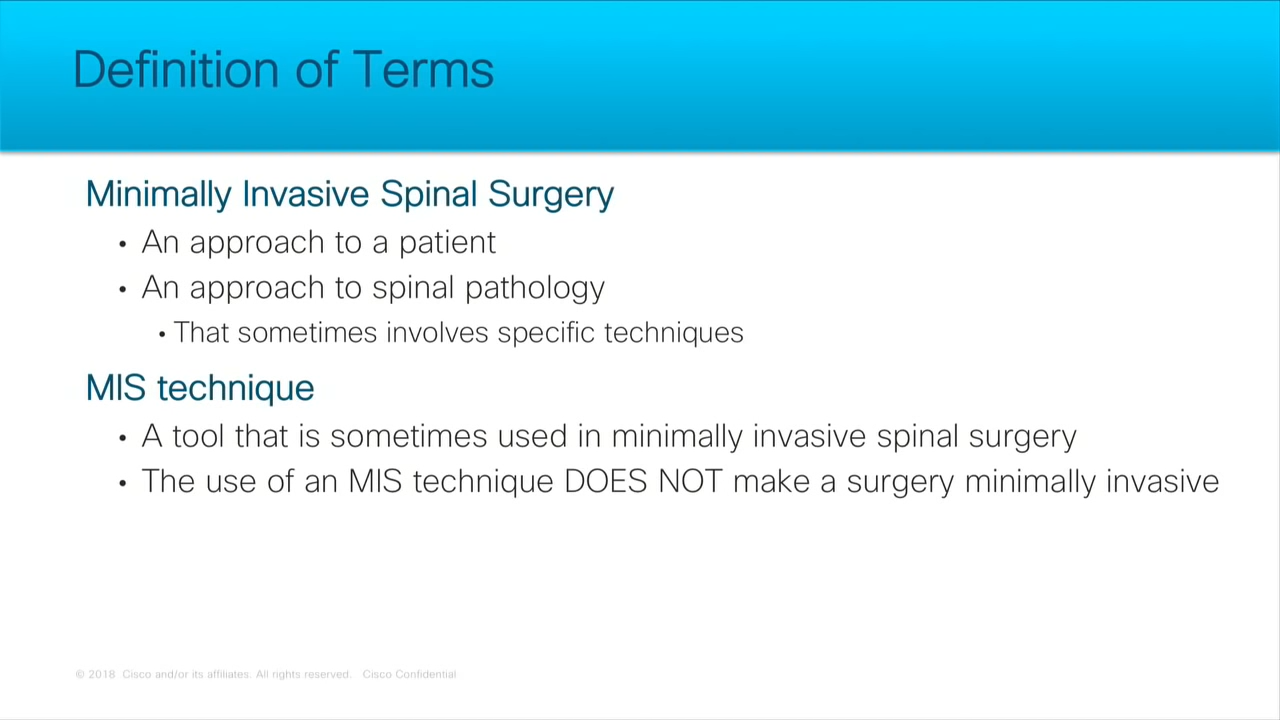 Definition of Terms
Minimally Invasive Spinal Surgery
• An approach to a patient
• An approach to spinal pathology
• That sometimes involves specific techniques
MIS technique
• A tool that is sometimes used in minimally invasive spinal surgery
• The use of an MIS technique DOES NOT make a surgery minimally invasive
© 2018 Cisco and/or its affiliates. All rights reserved. Cisco Confidential